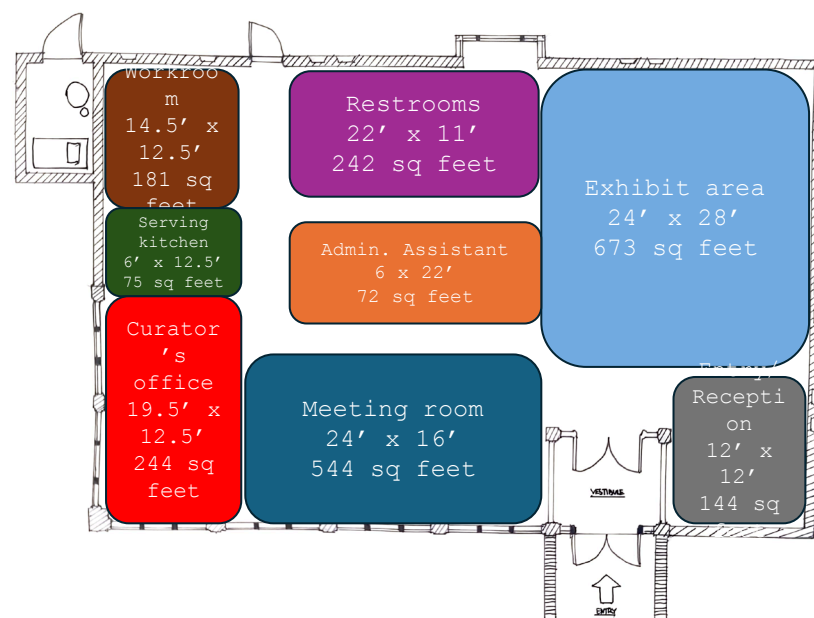 Workroo
m
14.5’ x
12.5’
181 sq
feet
Restrooms
22’ x 11’
242 sq feet
Exhibit area
24’ x 28’
673 sq feet
Serving
kitchen
6’ x 12.5’
75 sq feet
Admin. Assistant
6 x 22’
72 sq feet
Curator
’s
office
19.5’ x
12.5’
244 sq
feet
Meeting room
24’ x 16’
544 sq feet
Entry/
Recepti
on
12’ x
12’
144 sq
VESTIBULE
ENTRY